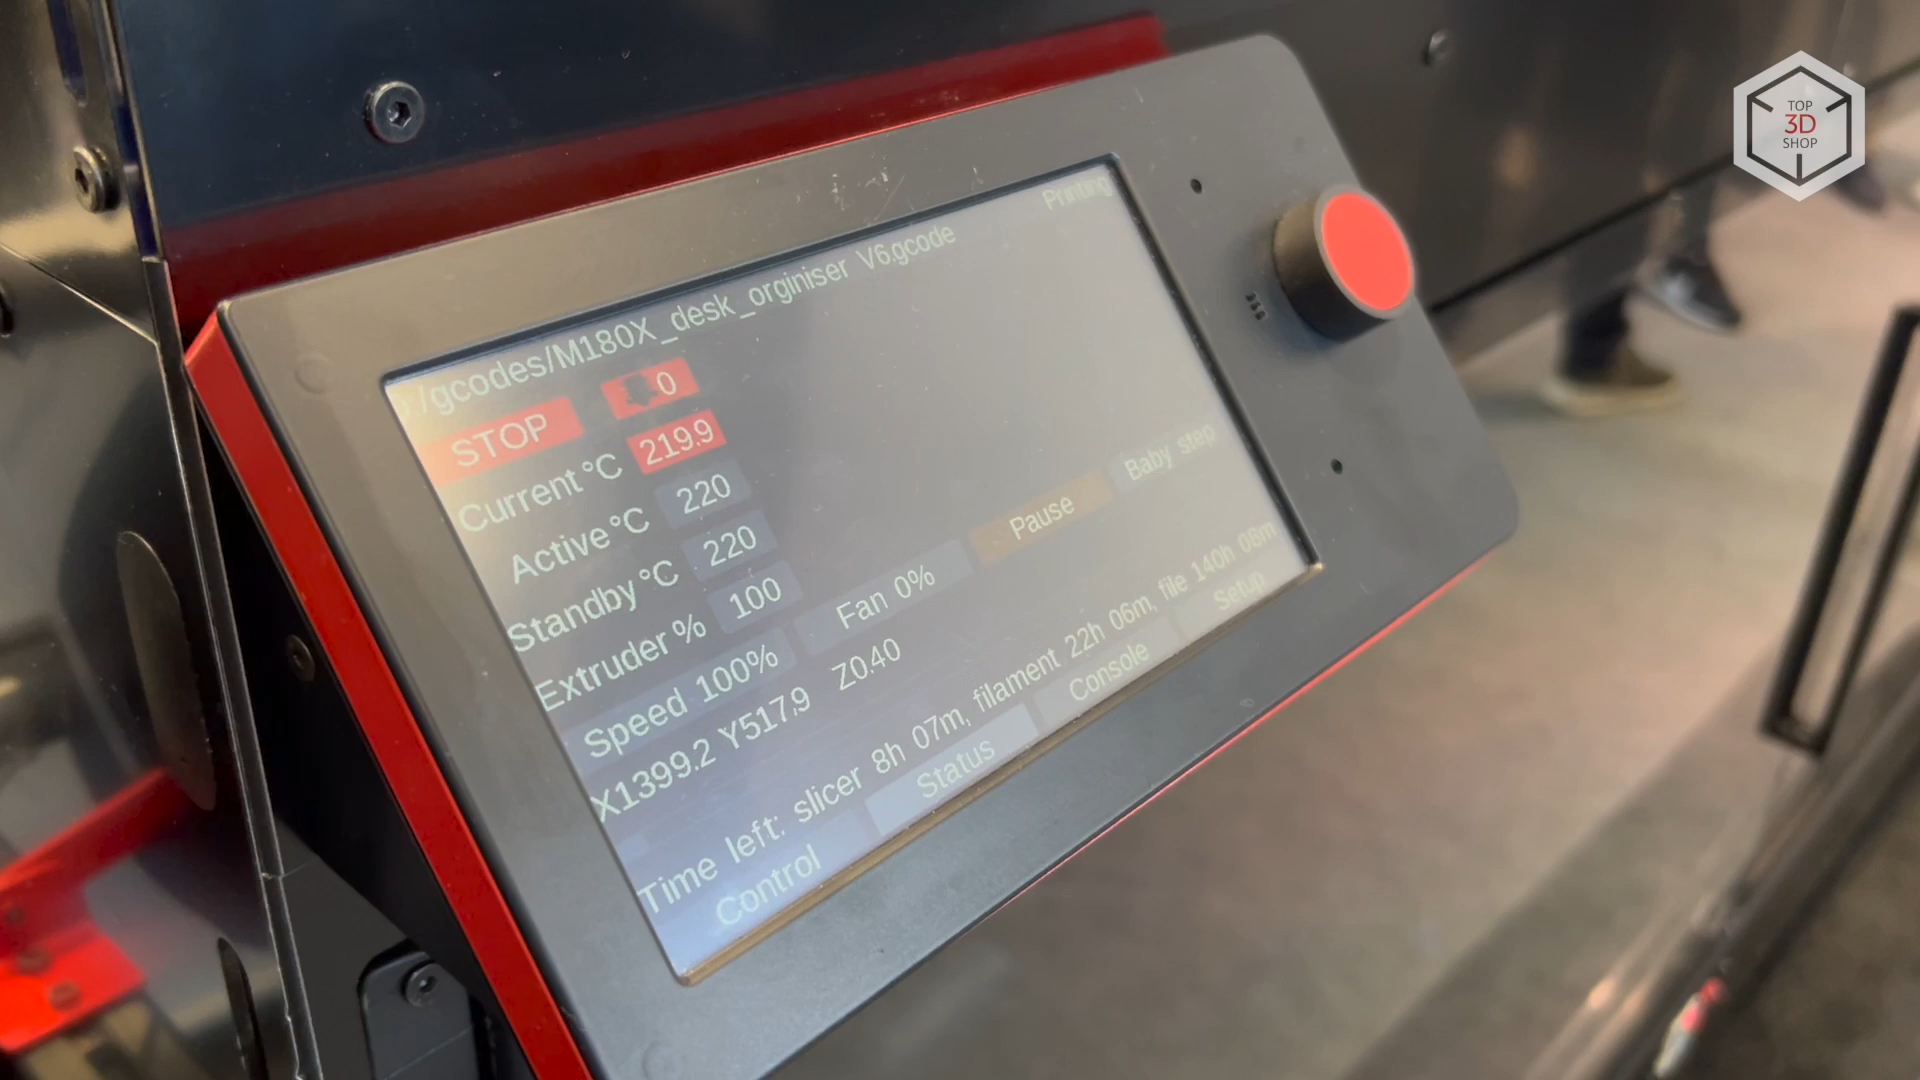 Printing
/gcodes/M180X_desk_orginiser V6.gcode
STOP 0
Current °C 219.9
Active °C 220
Standby °C 220
Extruder % 100
Speed 100% Fan 0% Pause Baby step
X1399.2 Y517.9 Z0.40
Time left: slicer 8h 07m, filament 22h 06m, file 140h 08m
Control Status Console Setup
TOP
3D
SHOP